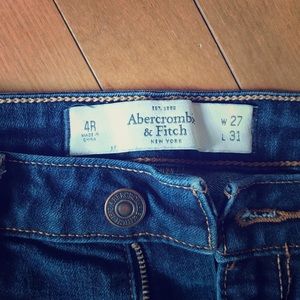 EST. 1892
Abercrombie
& Fitch
NEW YORK
4R
MADE IN
CHINA
W 27
L 31